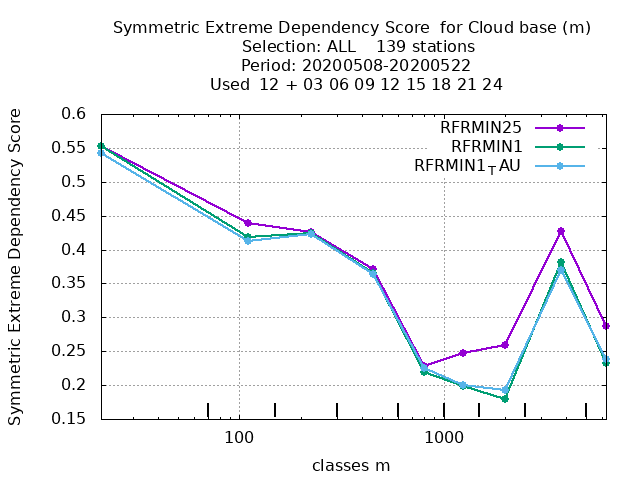 Symmetric Extreme Dependency Score  for Cloud base (m)
Selection: ALL    139 stations
Period: 20200508-20200522
Used  12 + 03 06 09 12 15 18 21 24
Symmetric Extreme Dependency Score
0.6
0.55
0.5
0.45
0.4
0.35
0.3
0.25
0.2
0.15
RFRMIN25
RFRMIN1
RFRMIN1TAU
100
1000
classes m